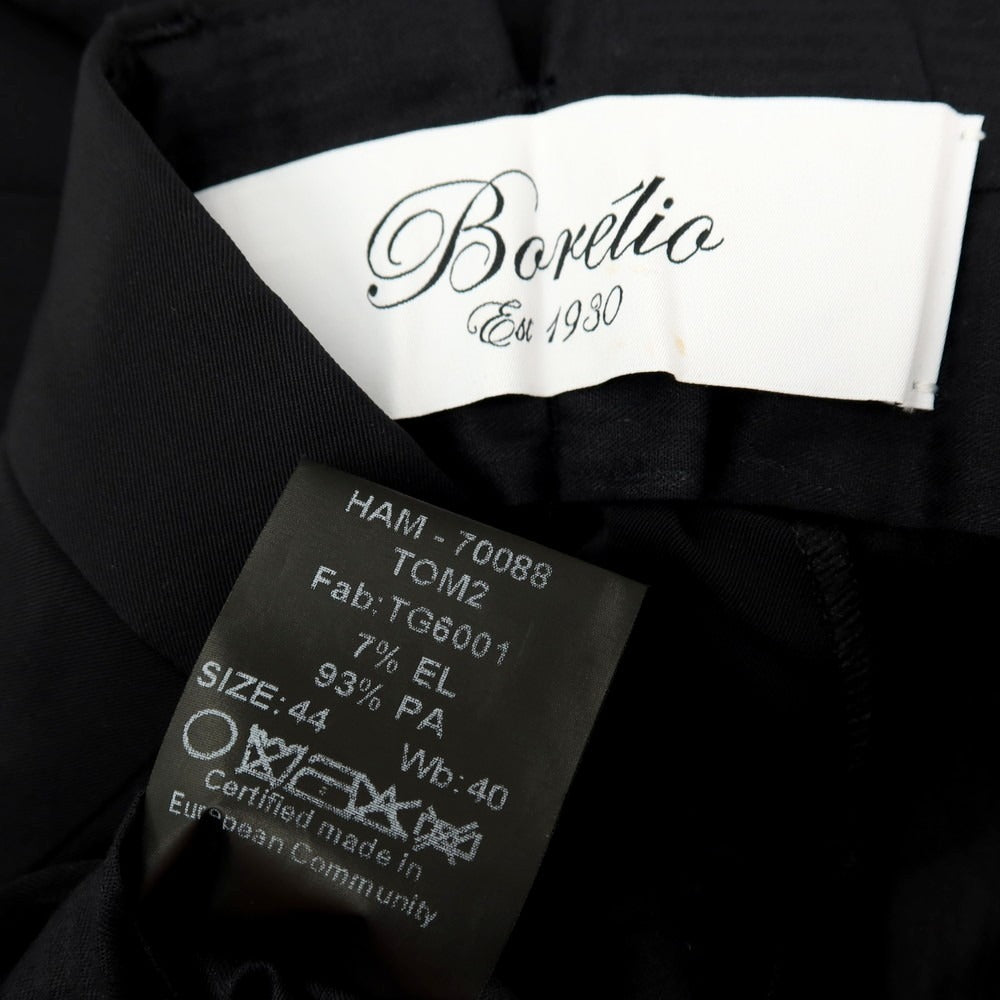 Borélio
Est 1930
HAM - 70088
TOM2
Fab:TG6001
7% EL
93% PA
SIZE:44
Wb:40
Certified made in
European Community